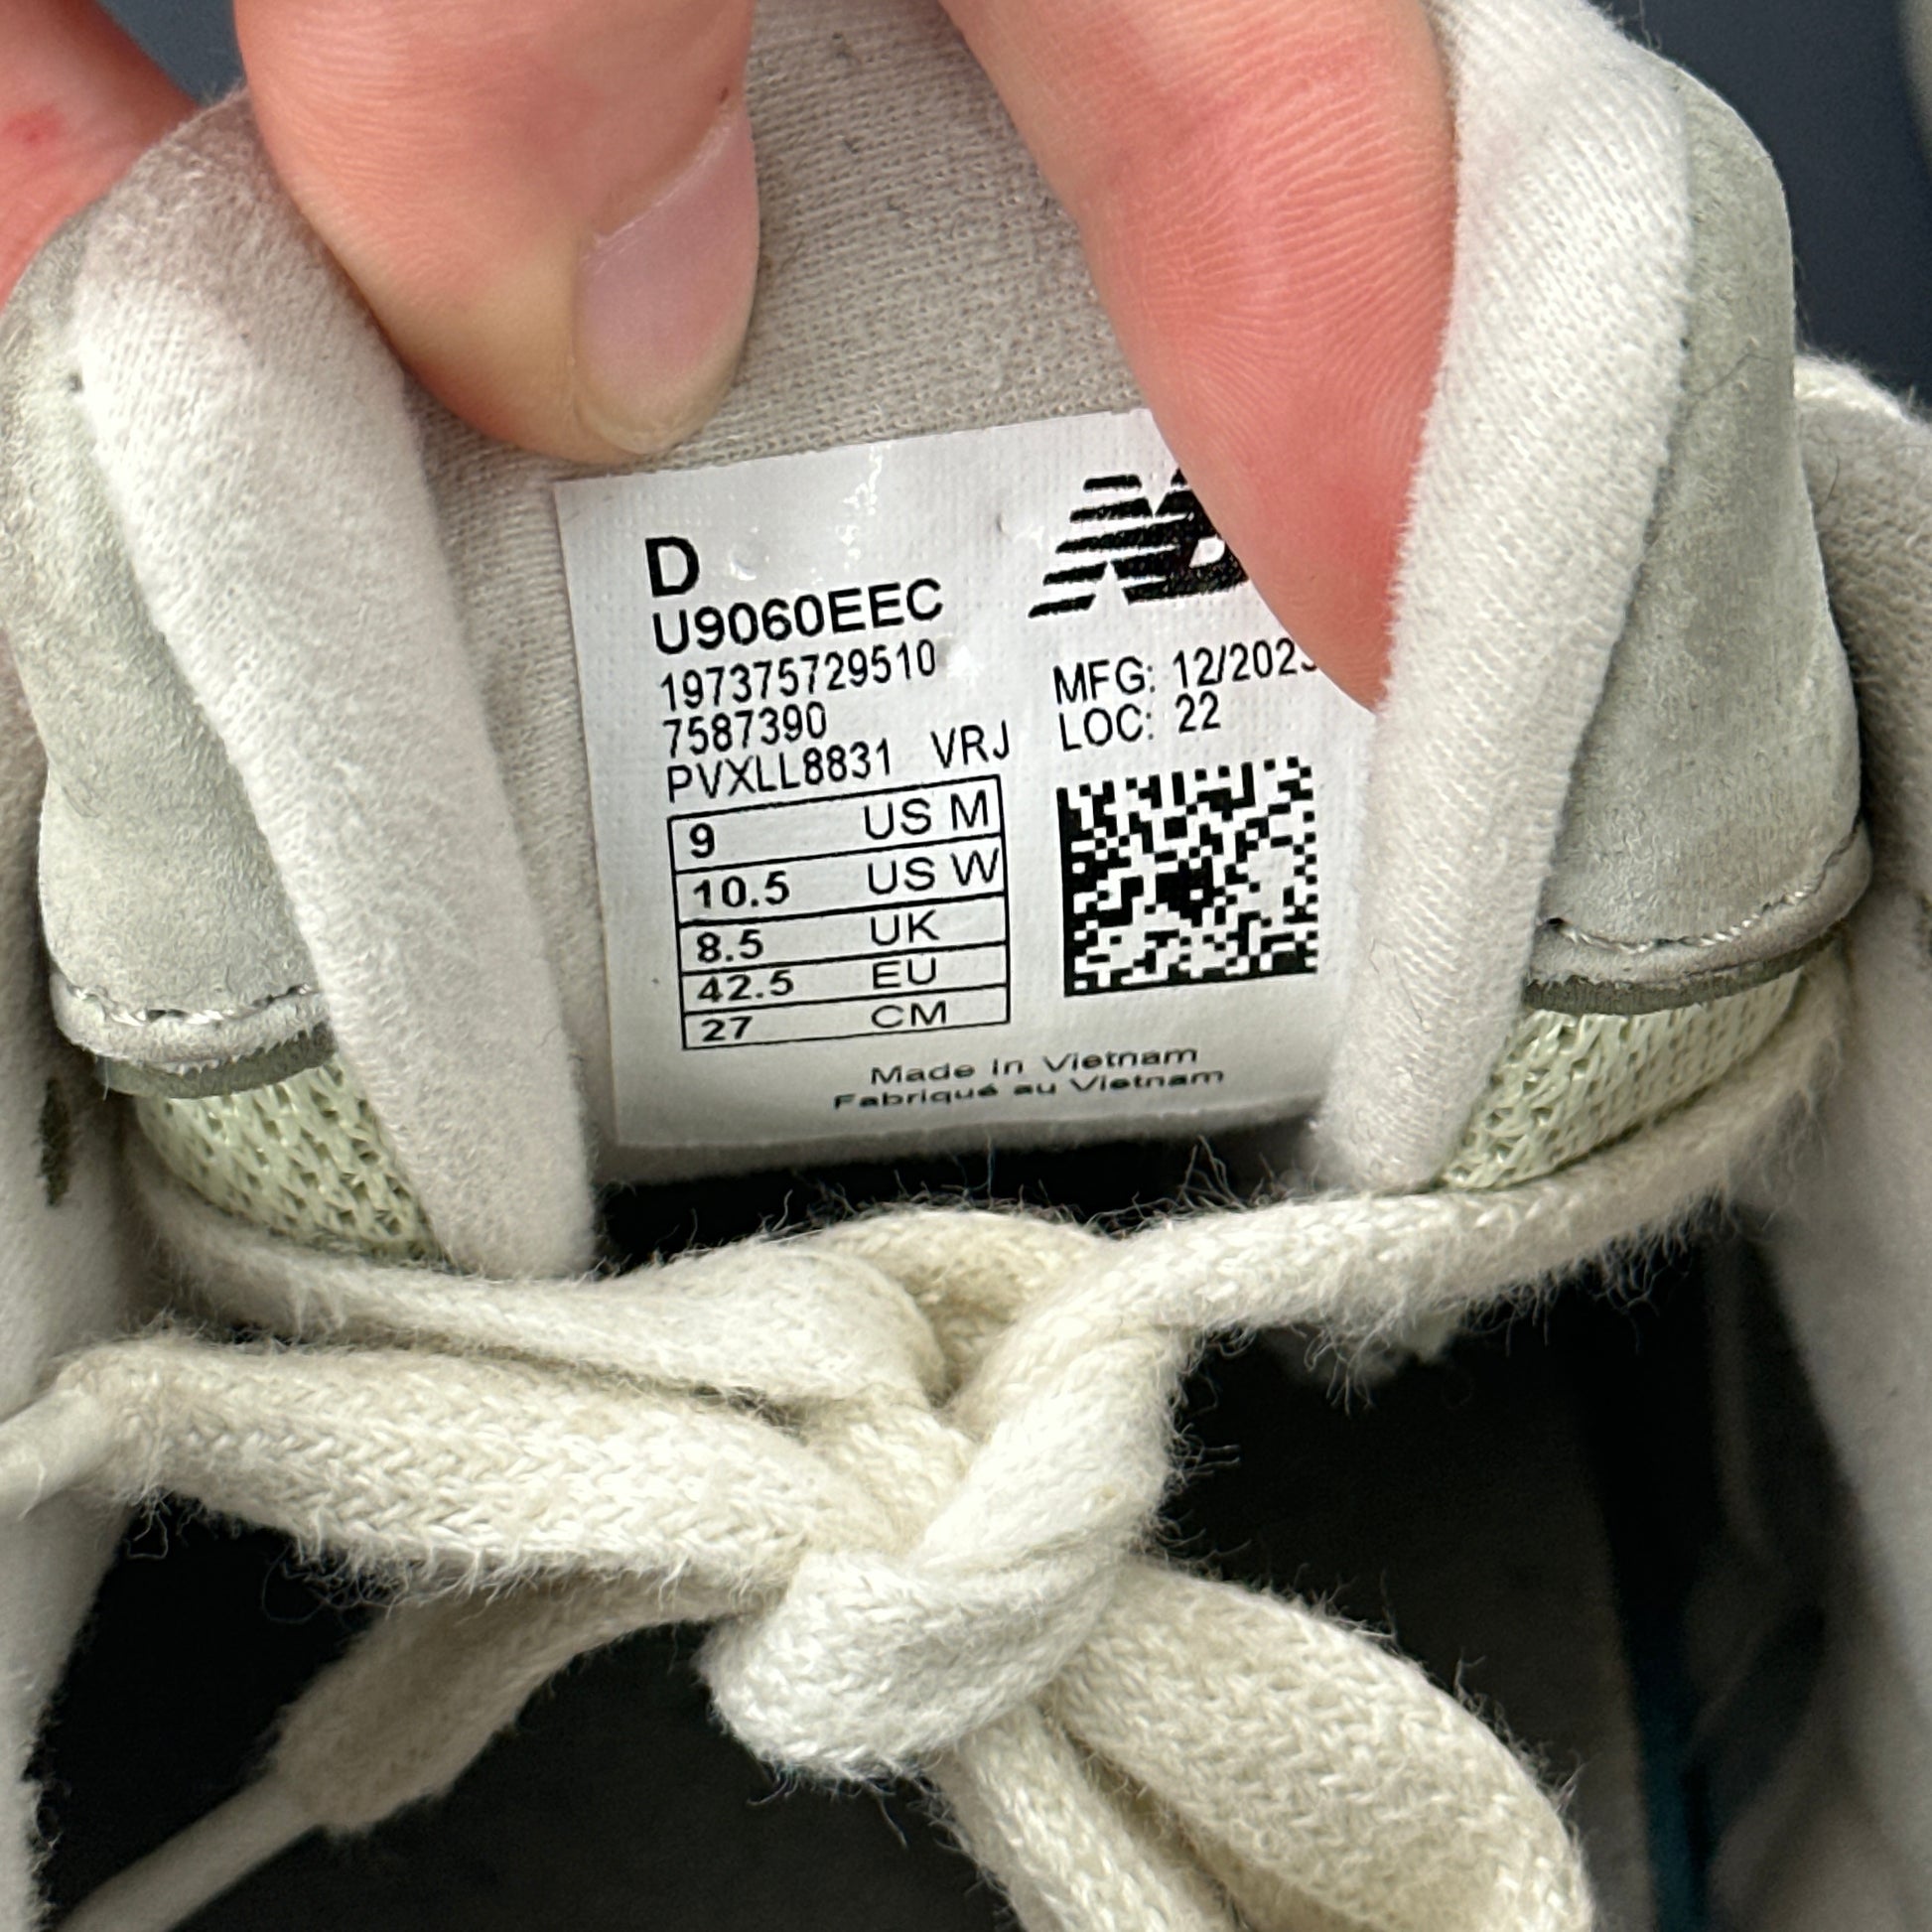 D
U9060EEC
197375729510
7587390
PVXLL8831 VRJ
MFG: 12/202
LOC: 22
9 US M
10.5 US W
8.5 UK
42.5 EU
27 CM
Made in Vietnam
Fabriqué au Vietnam